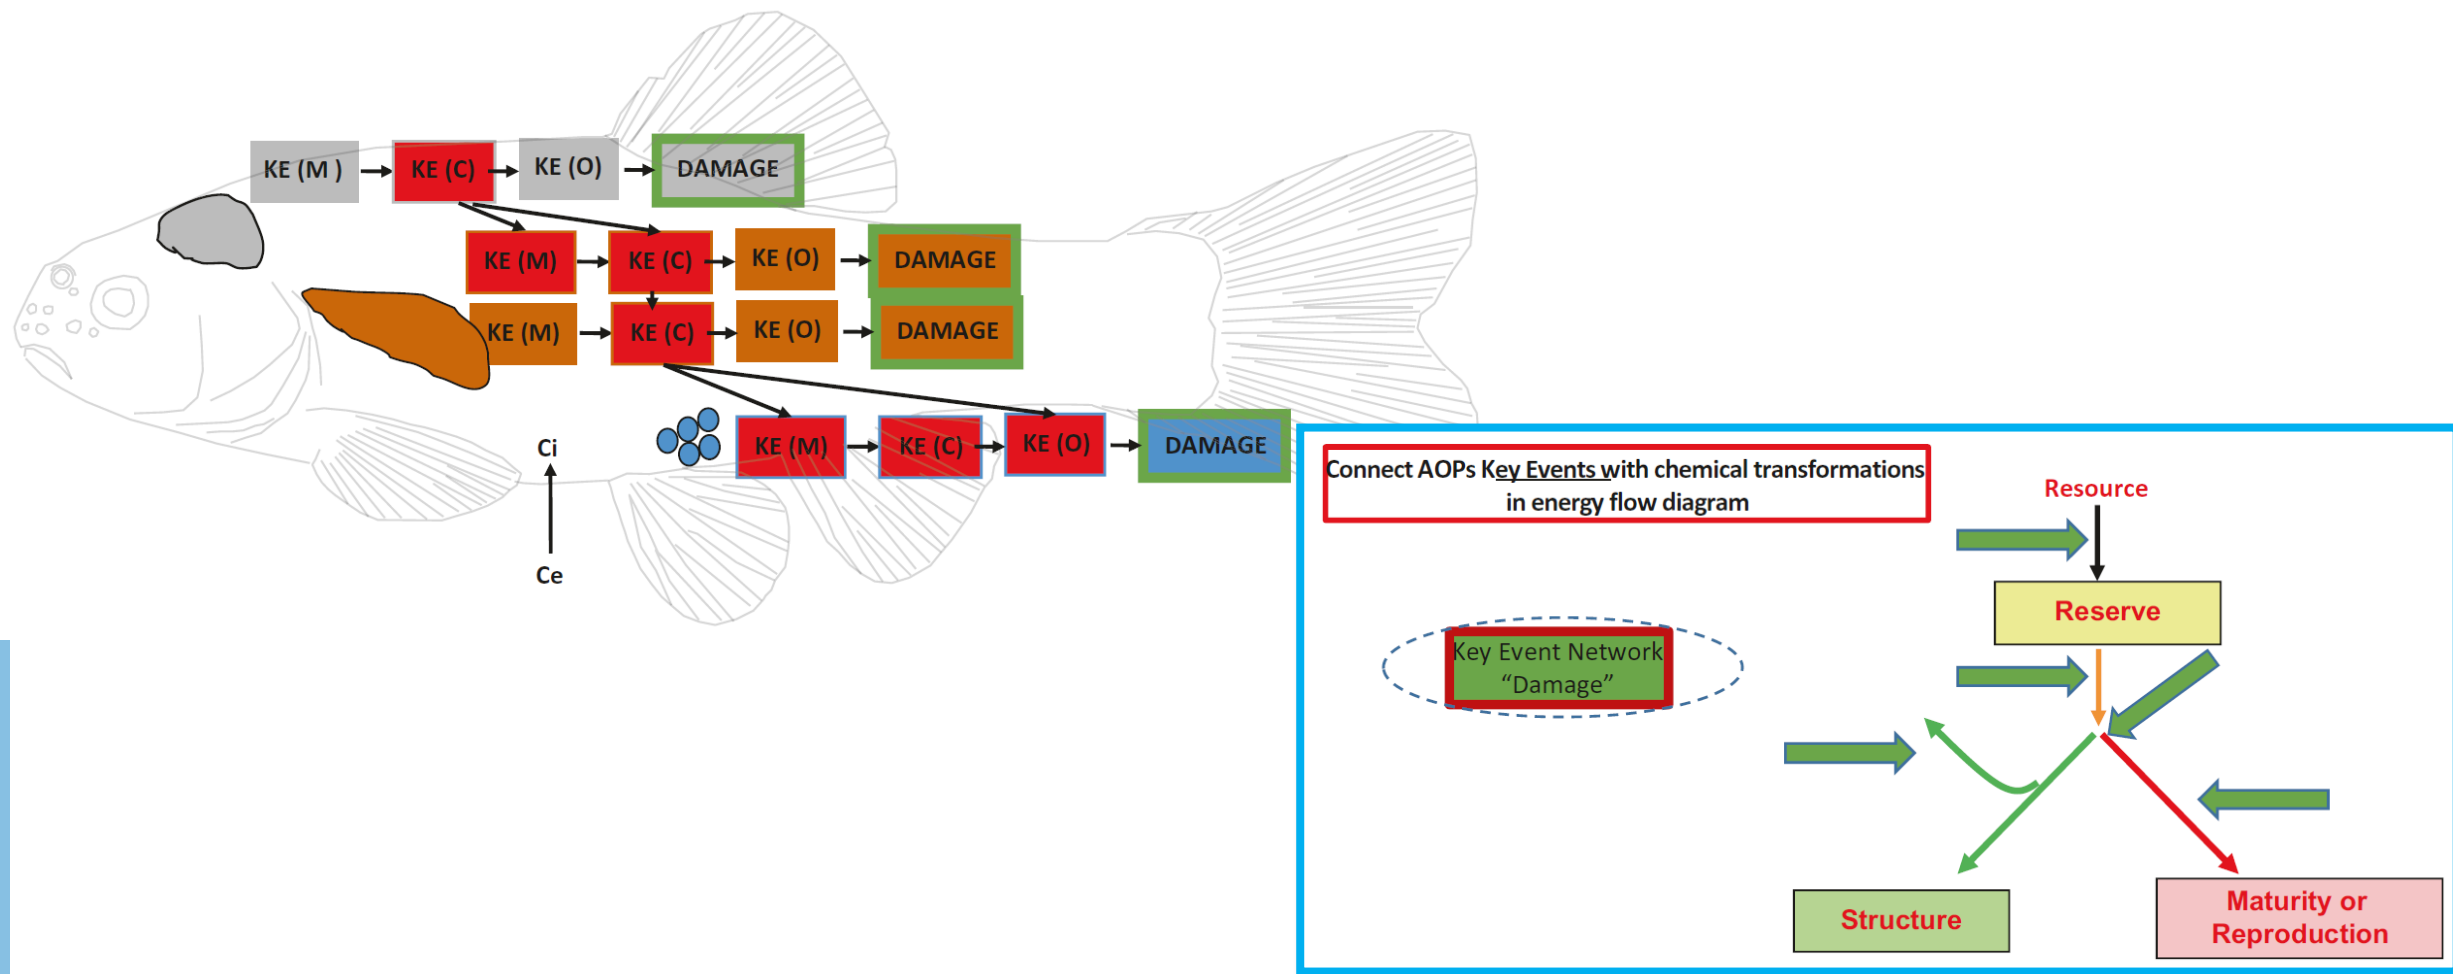 KE (M ) KE (C) KE (O) DAMAGE
KE (M) KE (C) KE (O) DAMAGE
KE (M) KE (C) KE (O) DAMAGE
KE (M) KE (C) KE (O) DAMAGE
Ci
Ce
Connect AOPs Key Events with chemical transformations
in energy flow diagram
Resource
Reserve
Key Event Network
“Damage”
Structure
Maturity or
Reproduction